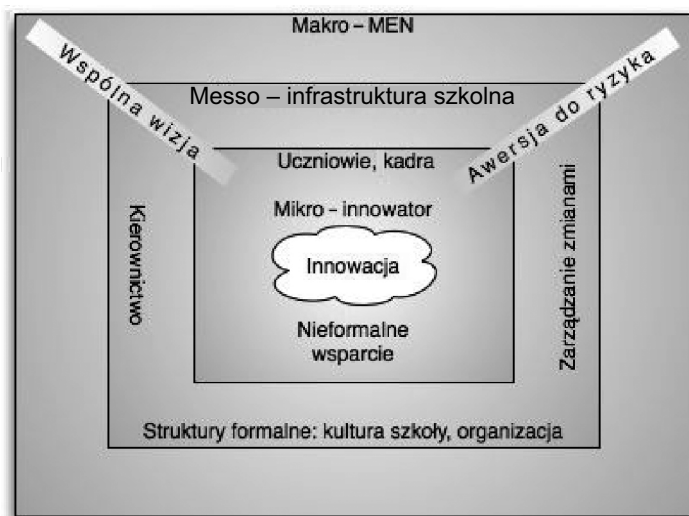 Makro – MEN
Wspólna wizja
Awersja do ryzyka
Messo – infrastruktura szkolna
Uczniowie, kadra
Kierownictwo
Mikro – innowator
Zarządzanie zmianami
Innowacja
Nieformalne
wsparcie
Struktury formalne: kultura szkoły, organizacja